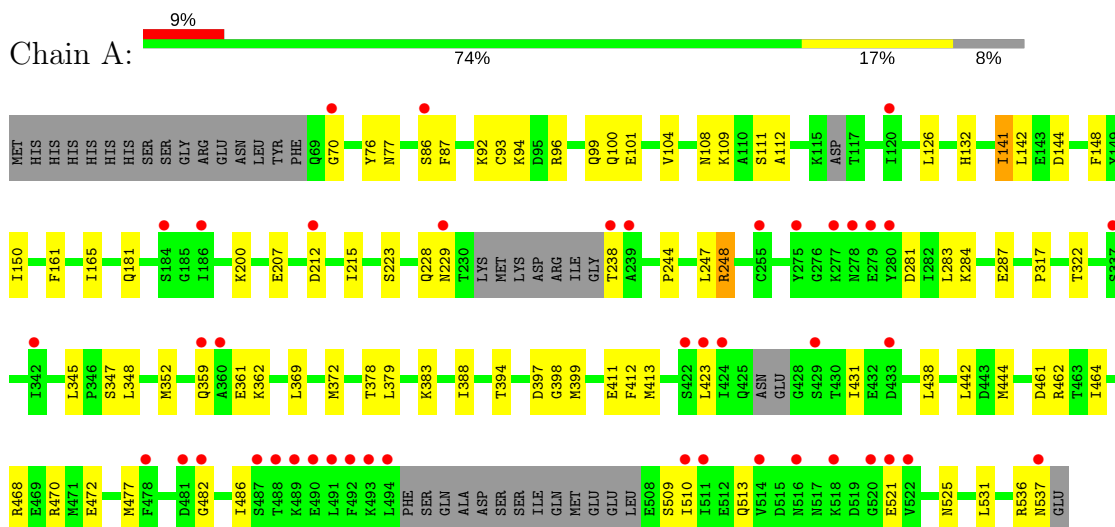 9%
Chain A:
74% 17% 8%
MET HIS HIS HIS HIS HIS HIS SER SER GLY ARG GLU ASN LEU TYR PHE Q69 G70 Y76 N77 S86 F87 K92 C93 K94 D95 R96 Q99 Q100 E101 V104 N108 K109 A110 S111 A112 K115 ASP T117 I120 L126 H132 I141 L142 E143 D144 F148 Y149
I150 F161 I165 Q181 S184 G185 I186 K200 E207 D212 I215 S223 Q228 N229 T230 LYS MET LYS ASP ARG ILE GLY T238 A239 P244 L247 R248 C255 Y275 G276 K277 N278 E279 Y280 D281 I282 L283 K284 E287 P317 T322 S337
I342 L345 P346 S347 L348 M352 Q359 A360 E361 K362 L369 M372 T378 L379 K383 I388 T394 D397 G398 M399 E411 F412 M413 S422 L423 I424 Q425 ASN GLU G428 S429 T430 I431 E432 D433 L438 L442 D443 M444 D461 R462 T463 I464
R468 E469 R470 M471 E472 M477 F478 D481 G482 I486 S487 T488 K489 E490 L491 F492 K493 L494 PHE SER GLN ALA ASP SER SER ILE GLN MET GLU GLU LEU E508 S509 I510 I511 E512 Q513 V514 D515 N516 N517 K518 D519 G520 E521 V522 N525 L531 R536 N537 GLU